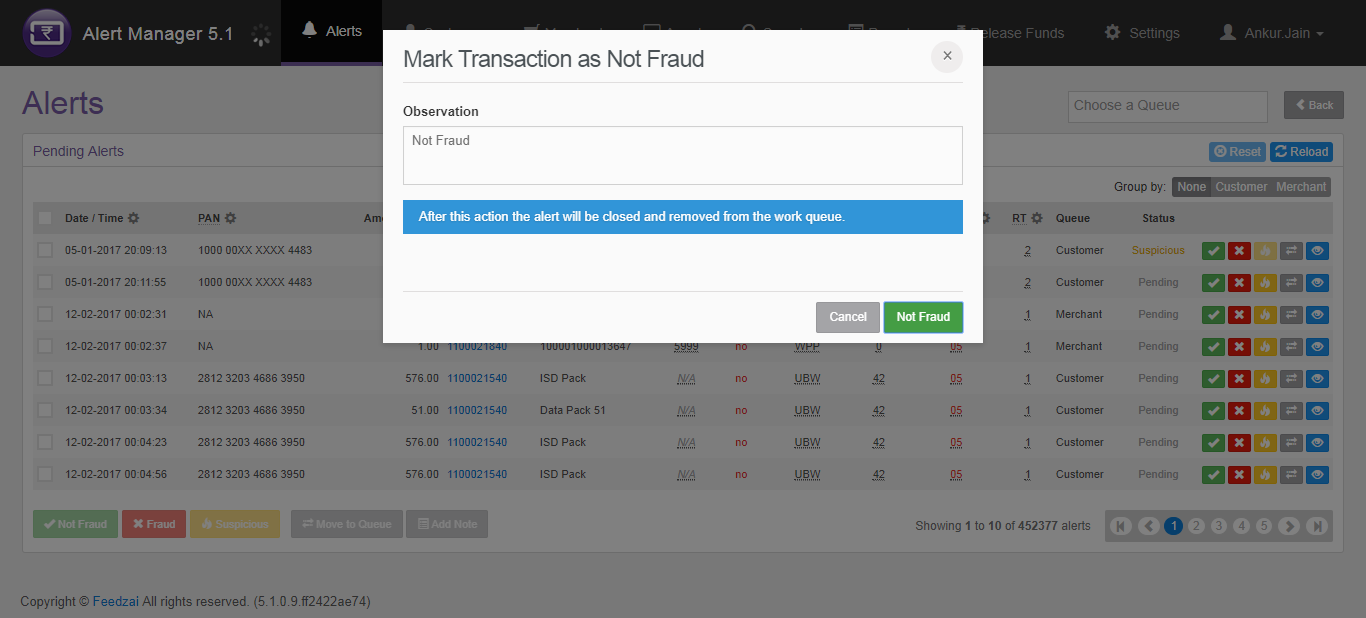 Alert Manager 5.1
Alerts
Release Funds
Settings
Ankur.Jain
Mark Transaction as Not Fraud
×
Observation
Not Fraud
After this action the alert will be closed and removed from the work queue.
Cancel
Not Fraud
Alerts
Choose a Queue
Back
Pending Alerts
Reset
Reload
Group by: None Customer Merchant
Date / Time PAN RT Queue Status
05-01-2017 20:09:13 1000 00XX XXXX 4483 2 Customer Suspicious
05-01-2017 20:11:55 1000 00XX XXXX 4483 2 Customer Pending
12-02-2017 00:02:31 NA 1 Merchant Pending
12-02-2017 00:02:37 NA 1.00 1100021840 100001000013647 5999 no WPP 0 05 1 Merchant Pending
12-02-2017 00:03:13 2812 3203 4686 3950 576.00 1100021540 ISD Pack N/A no UBW 42 05 1 Customer Pending
12-02-2017 00:03:34 2812 3203 4686 3950 51.00 1100021540 Data Pack 51 N/A no UBW 42 05 1 Customer Pending
12-02-2017 00:04:23 2812 3203 4686 3950 576.00 1100021540 ISD Pack N/A no UBW 42 05 1 Customer Pending
12-02-2017 00:04:56 2812 3203 4686 3950 576.00 1100021540 ISD Pack N/A no UBW 42 05 1 Customer Pending
Not Fraud Fraud Suspicious Move to Queue Add Note
Showing 1 to 10 of 452377 alerts
1 2 3 4 5
Copyright © Feedzai All rights reserved. (5.1.0.9.ff2422ae74)